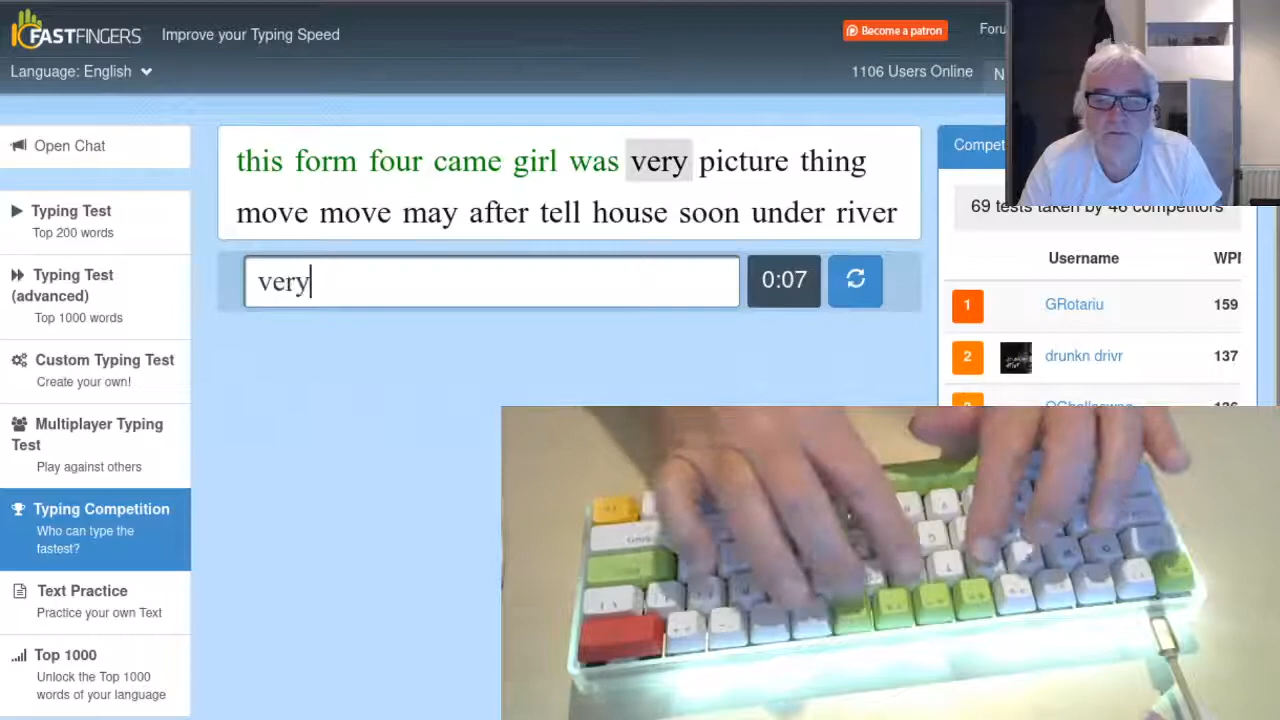 FASTFINGERS
Improve your Typing Speed
Become a patron
Language: English
1106 Users Online
Open Chat
this form four came girl was very picture thing
move move may after tell house soon under river
very
0:07
Typing Test
Top 200 words
Typing Test
(advanced)
Top 1000 words
Custom Typing Test
Create your own!
Multiplayer Typing
Test
Play against others
Typing Competition
Who can type the
fastest?
Text Practice
Practice your own Text
Top 1000
Unlock the Top 1000
words of your language
69 tests taken by 46 competitors
Username
1 GRotariu 159
2 drunkn drivr 137